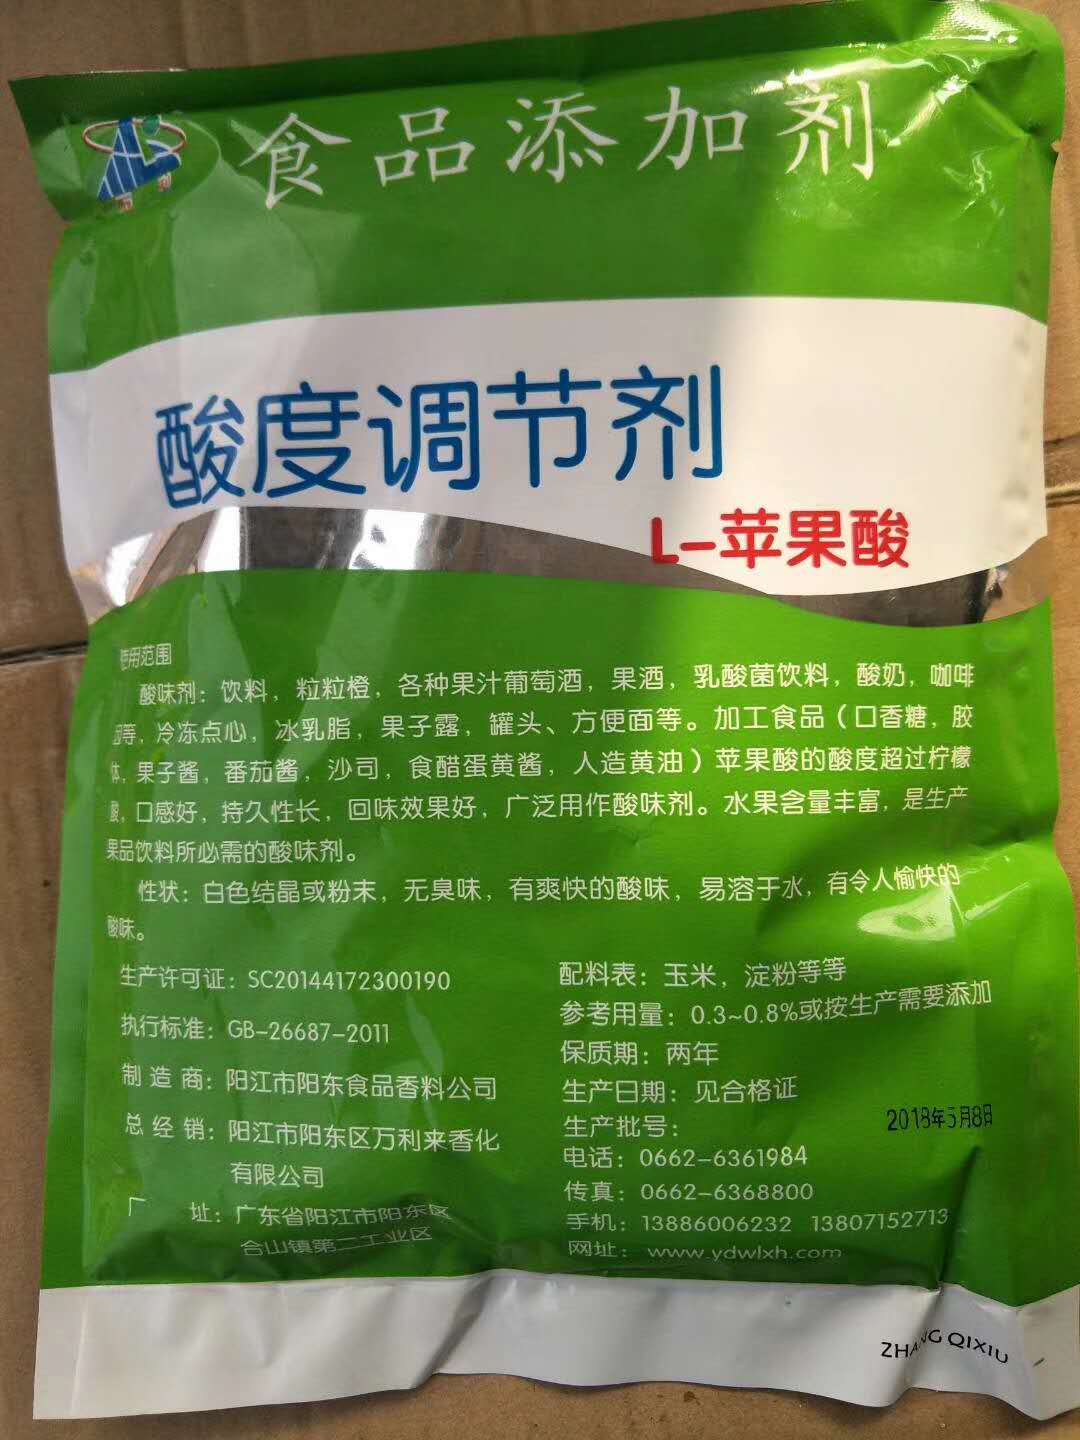 食品添加剂
酸度调节剂
L-苹果酸
使用范围
酸味剂：饮料，粒粒橙，各种果汁葡萄酒，果酒，乳酸菌饮料，酸奶，咖啡
等，冷冻点心，冰乳脂，果子露，罐头、方便面等。加工食品（口香糖，胶
体，果子酱，番茄酱，沙司，食醋蛋黄酱，人造黄油）苹果酸的酸度超过柠檬
酸，口感好，持久性长，回味效果好，广泛用作酸味剂。水果含量丰富，是生产
果品饮料所必需的酸味剂。
性状：白色结晶或粉末，无臭味，有爽快的酸味，易溶于水，有令人愉快的
酸味。
生产许可证：SC20144172300190
执行标准：GB-26687-2011
制造商：阳江市阳东食品香料公司
总经销：阳江市阳东区万利来香化
有限公司
厂址：广东省阳江市阳东区
合山镇第二工业区
配料表：玉米，淀粉等等
参考用量：0.3~0.8%或按生产需要添加
保质期：两年
生产日期：见合格证
生产批号：
2018年5月8日
电话：0662-6361984
传真：0662-6368800
手机：13886006232 13807152713
网址：www.ydwlxh.com
ZHANG QIXIU